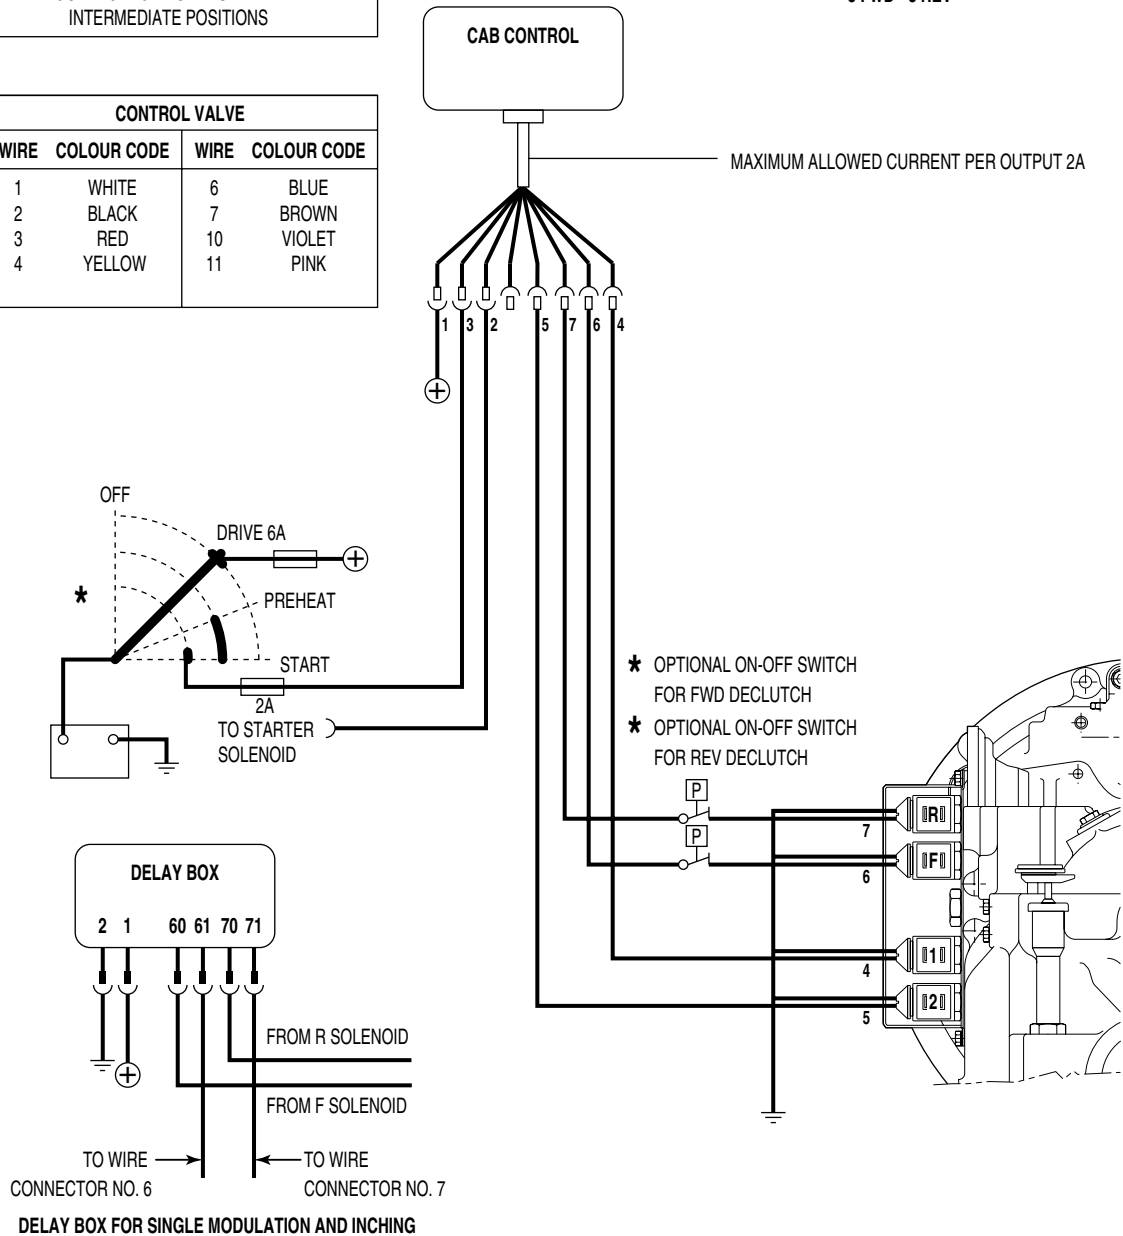 INTERMEDIATE POSITIONS
CAB CONTROL
CONTROL VALVE
WIRE COLOUR CODE WIRE COLOUR CODE
1 WHITE 6 BLUE
2 BLACK 7 BROWN
3 RED 10 VIOLET
4 YELLOW 11 PINK
MAXIMUM ALLOWED CURRENT PER OUTPUT 2A
1 3 2 5 7 6 4
OFF
DRIVE 6A
*
PREHEAT
START
2A
TO STARTER
SOLENOID
* OPTIONAL ON-OFF SWITCH
FOR FWD DECLUTCH
* OPTIONAL ON-OFF SWITCH
FOR REV DECLUTCH
P
R
7
P
F
6
1
4
2
5
DELAY BOX
2 1 60 61 70 71
FROM R SOLENOID
FROM F SOLENOID
TO WIRE
CONNECTOR NO. 6
TO WIRE
CONNECTOR NO. 7
DELAY BOX FOR SINGLE MODULATION AND INCHING